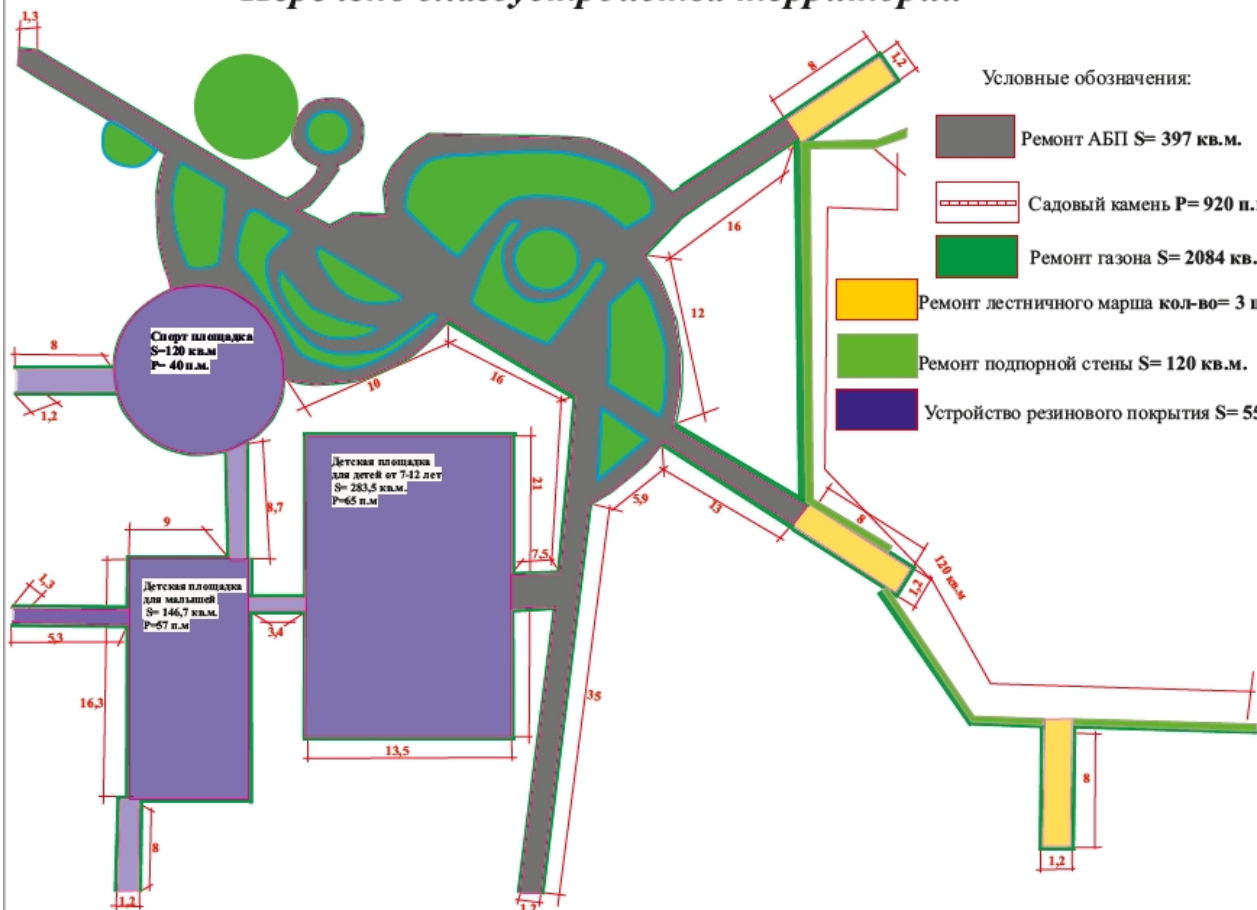 1,3
8
1,2
Условные обозначения:
Ремонт АБП S= 397 кв.м.
Садовый камень P= 920 п.
Ремонт газона S= 2084 кв.
Ремонт лестничного марша кол-во= 3
Ремонт подпорной стены S= 120 кв.м.
Устройство резинового покрытия S= 55
16
12
Спорт площадка
S=120 кв.м
P= 40 п.м.
8
1,2
10
16
Детская площадка
для детей от 7-12 лет
S= 283,5 кв.м.
P=65 п.м
21
8,7
9
5,9
13
8
7,5
120 кв.м
1,2
Детская площадка
для малышей
S= 146,7 кв.м.
P=57 п.м
1,3
5,3
3,4
16,3
35
13,5
8
8
1,2
1,2
1,2